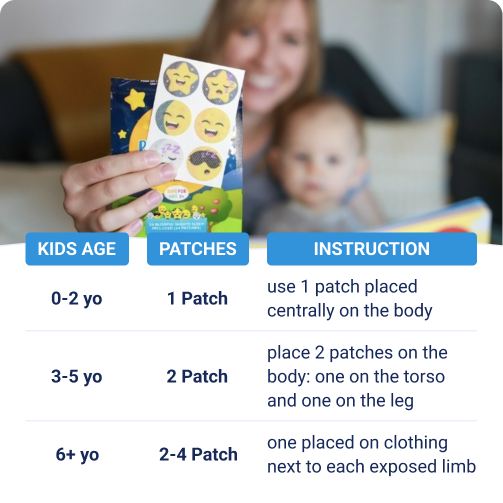 KIDS AGE PATCHES INSTRUCTION
0-2 yo 1 Patch use 1 patch placed
centrally on the body
3-5 yo 2 Patch place 2 patches on the
body: one on the torso
and one on the leg
6+ yo 2-4 Patch one placed on clothing
next to each exposed limb